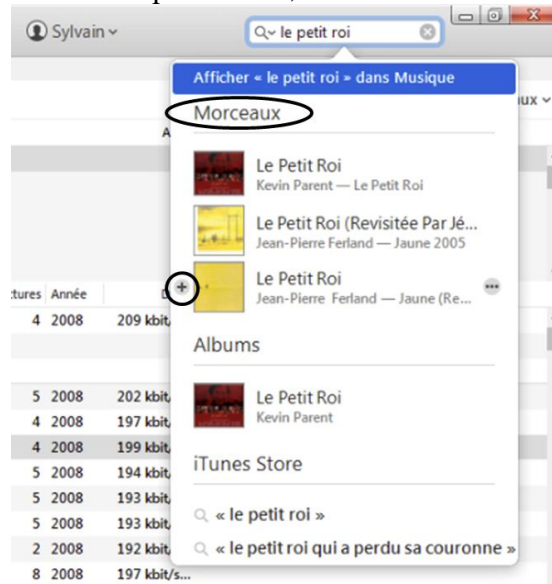 Sylvain
le petit roi
Afficher « le petit roi » dans Musique
Morceaux
Le Petit Roi
Kevin Parent — Le Petit Roi
Le Petit Roi (Revisitée Par Jé...
Jean-Pierre Ferland — Jaune 2005
Le Petit Roi
Jean-Pierre Ferland — Jaune (Re...
Albums
Le Petit Roi
Kevin Parent
iTunes Store
« le petit roi »
« le petit roi qui a perdu sa couronne »
Année
4 2008 209 kbit/
5 2008 202 kbit/
4 2008 197 kbit/
4 2008 199 kbit/
5 2008 194 kbit/
5 2008 193 kbit/
5 2008 193 kbit/
2 2008 192 kbit/
8 2008 197 kbit/s...